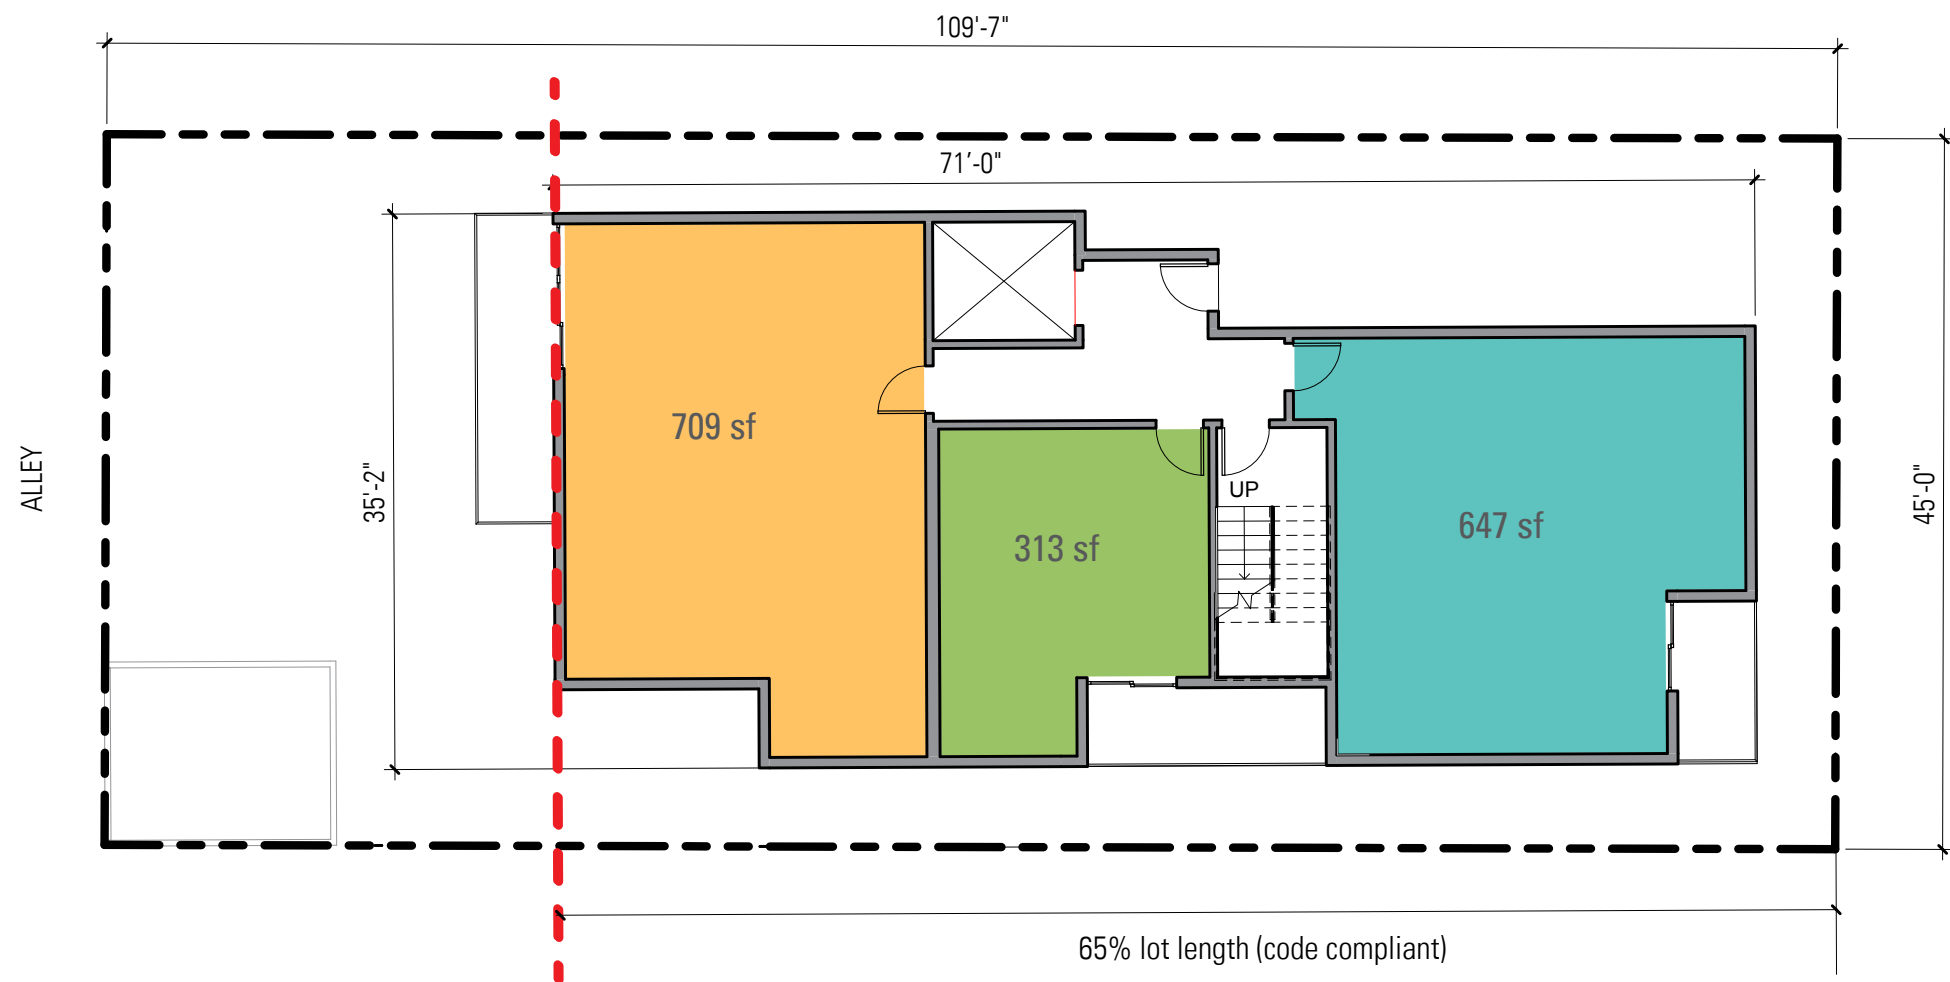 109'-7"
71'-0"
709 sf
ALLEY
35'-2"
UP
647 sf
45'-0"
313 sf
65% lot length (code compliant)